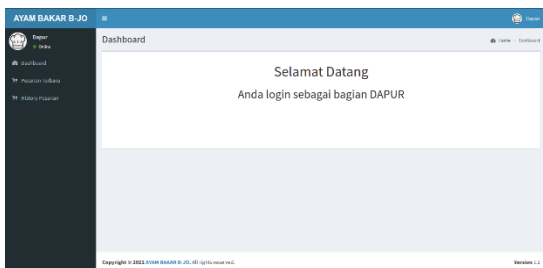 AYAM BAKAR B-JO
Dapur
Dapur
Online
Dashboard
Home > Dashboard
Dashboard
Pesanan Terbaru
History Pesanan
Selamat Datang
Anda login sebagai bagian DAPUR
Copyright © 2022 AYAM BAKAR B-JO. All rights reserved.
Version 1.1